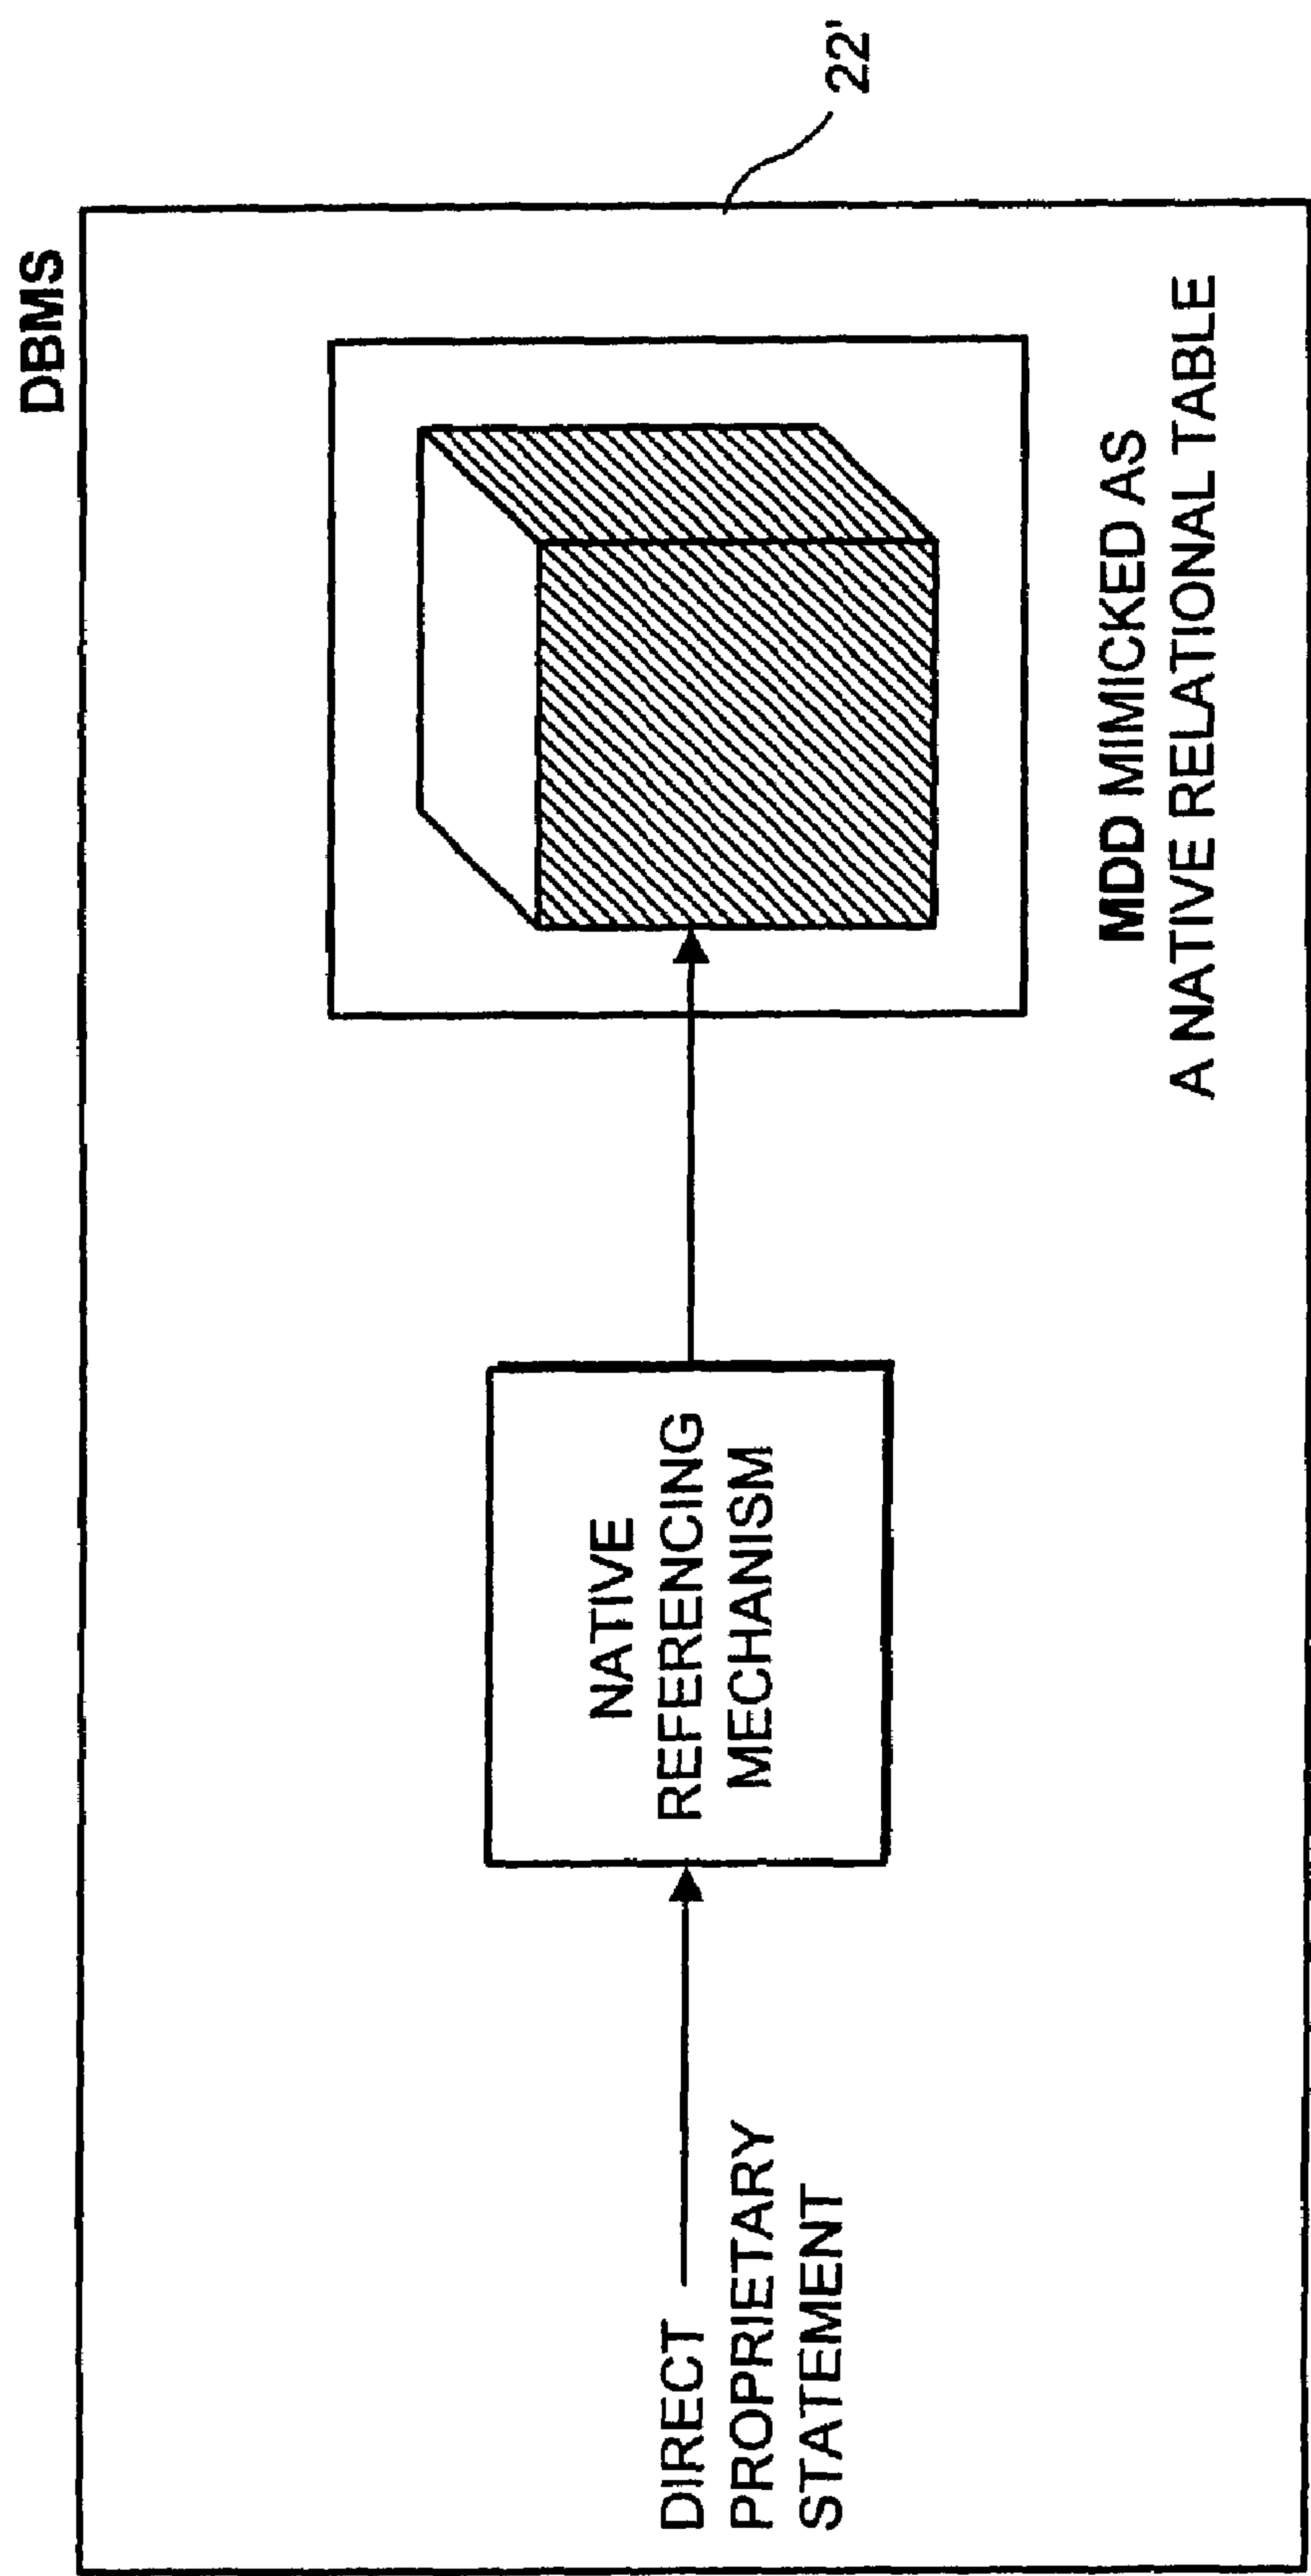 DBMS
22'
DIRECT
PROPRIETARY
STATEMENT
NATIVE
REFERENCING
MECHANISM
MDD MIMICKED AS
A NATIVE RELATIONAL TABLE